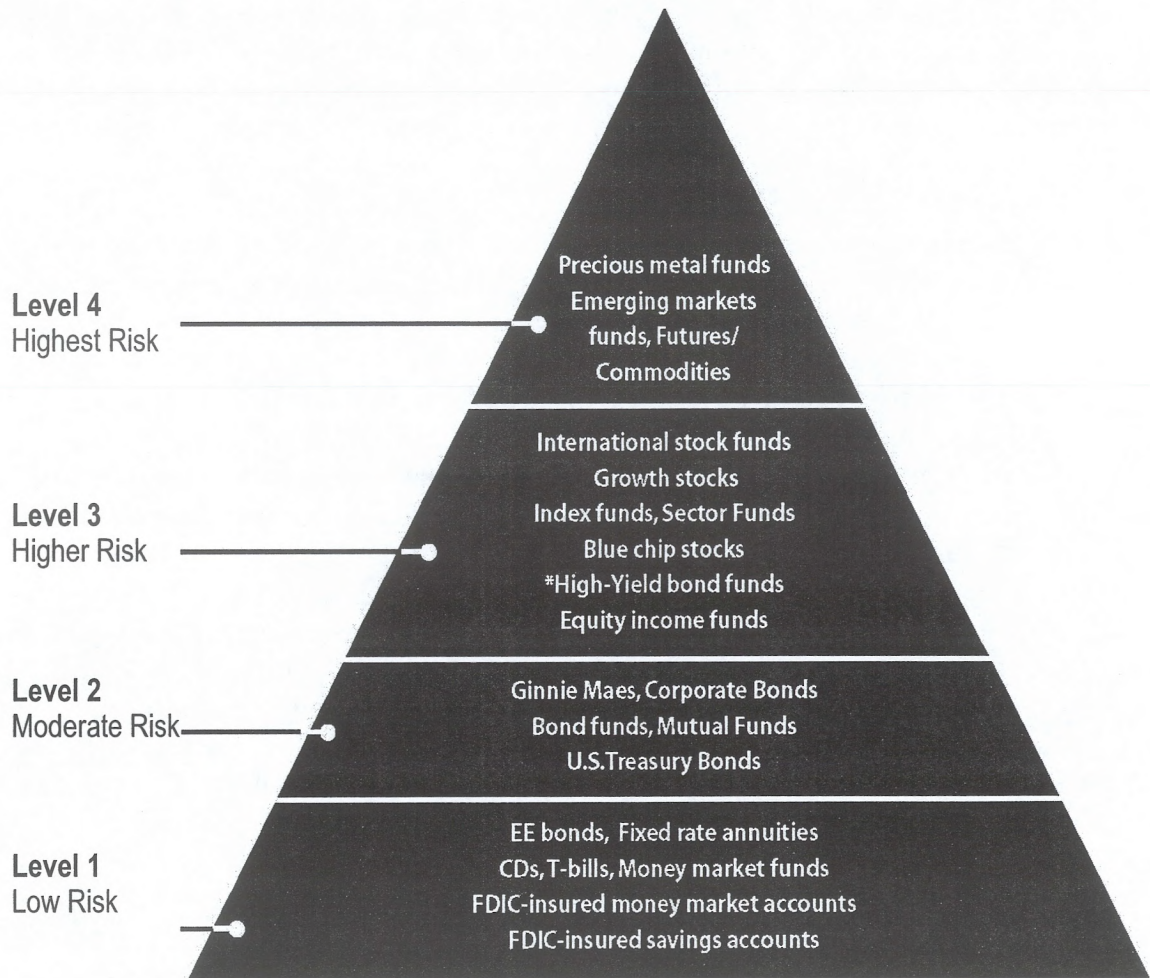 Precious metal funds
Emerging markets
funds, Futures/
Commodities
Level 4
Highest Risk
International stock funds
Growth stocks
Index funds, Sector Funds
Blue chip stocks
*High-Yield bond funds
Equity income funds
Level 3
Higher Risk
Ginnie Maes, Corporate Bonds
Bond funds, Mutual Funds
U.S.Treasury Bonds
Level 2
Moderate Risk
EE bonds, Fixed rate annuities
CDs, T-bills, Money market funds
FDIC-insured money market accounts
FDIC-insured savings accounts
Level 1
Low Risk